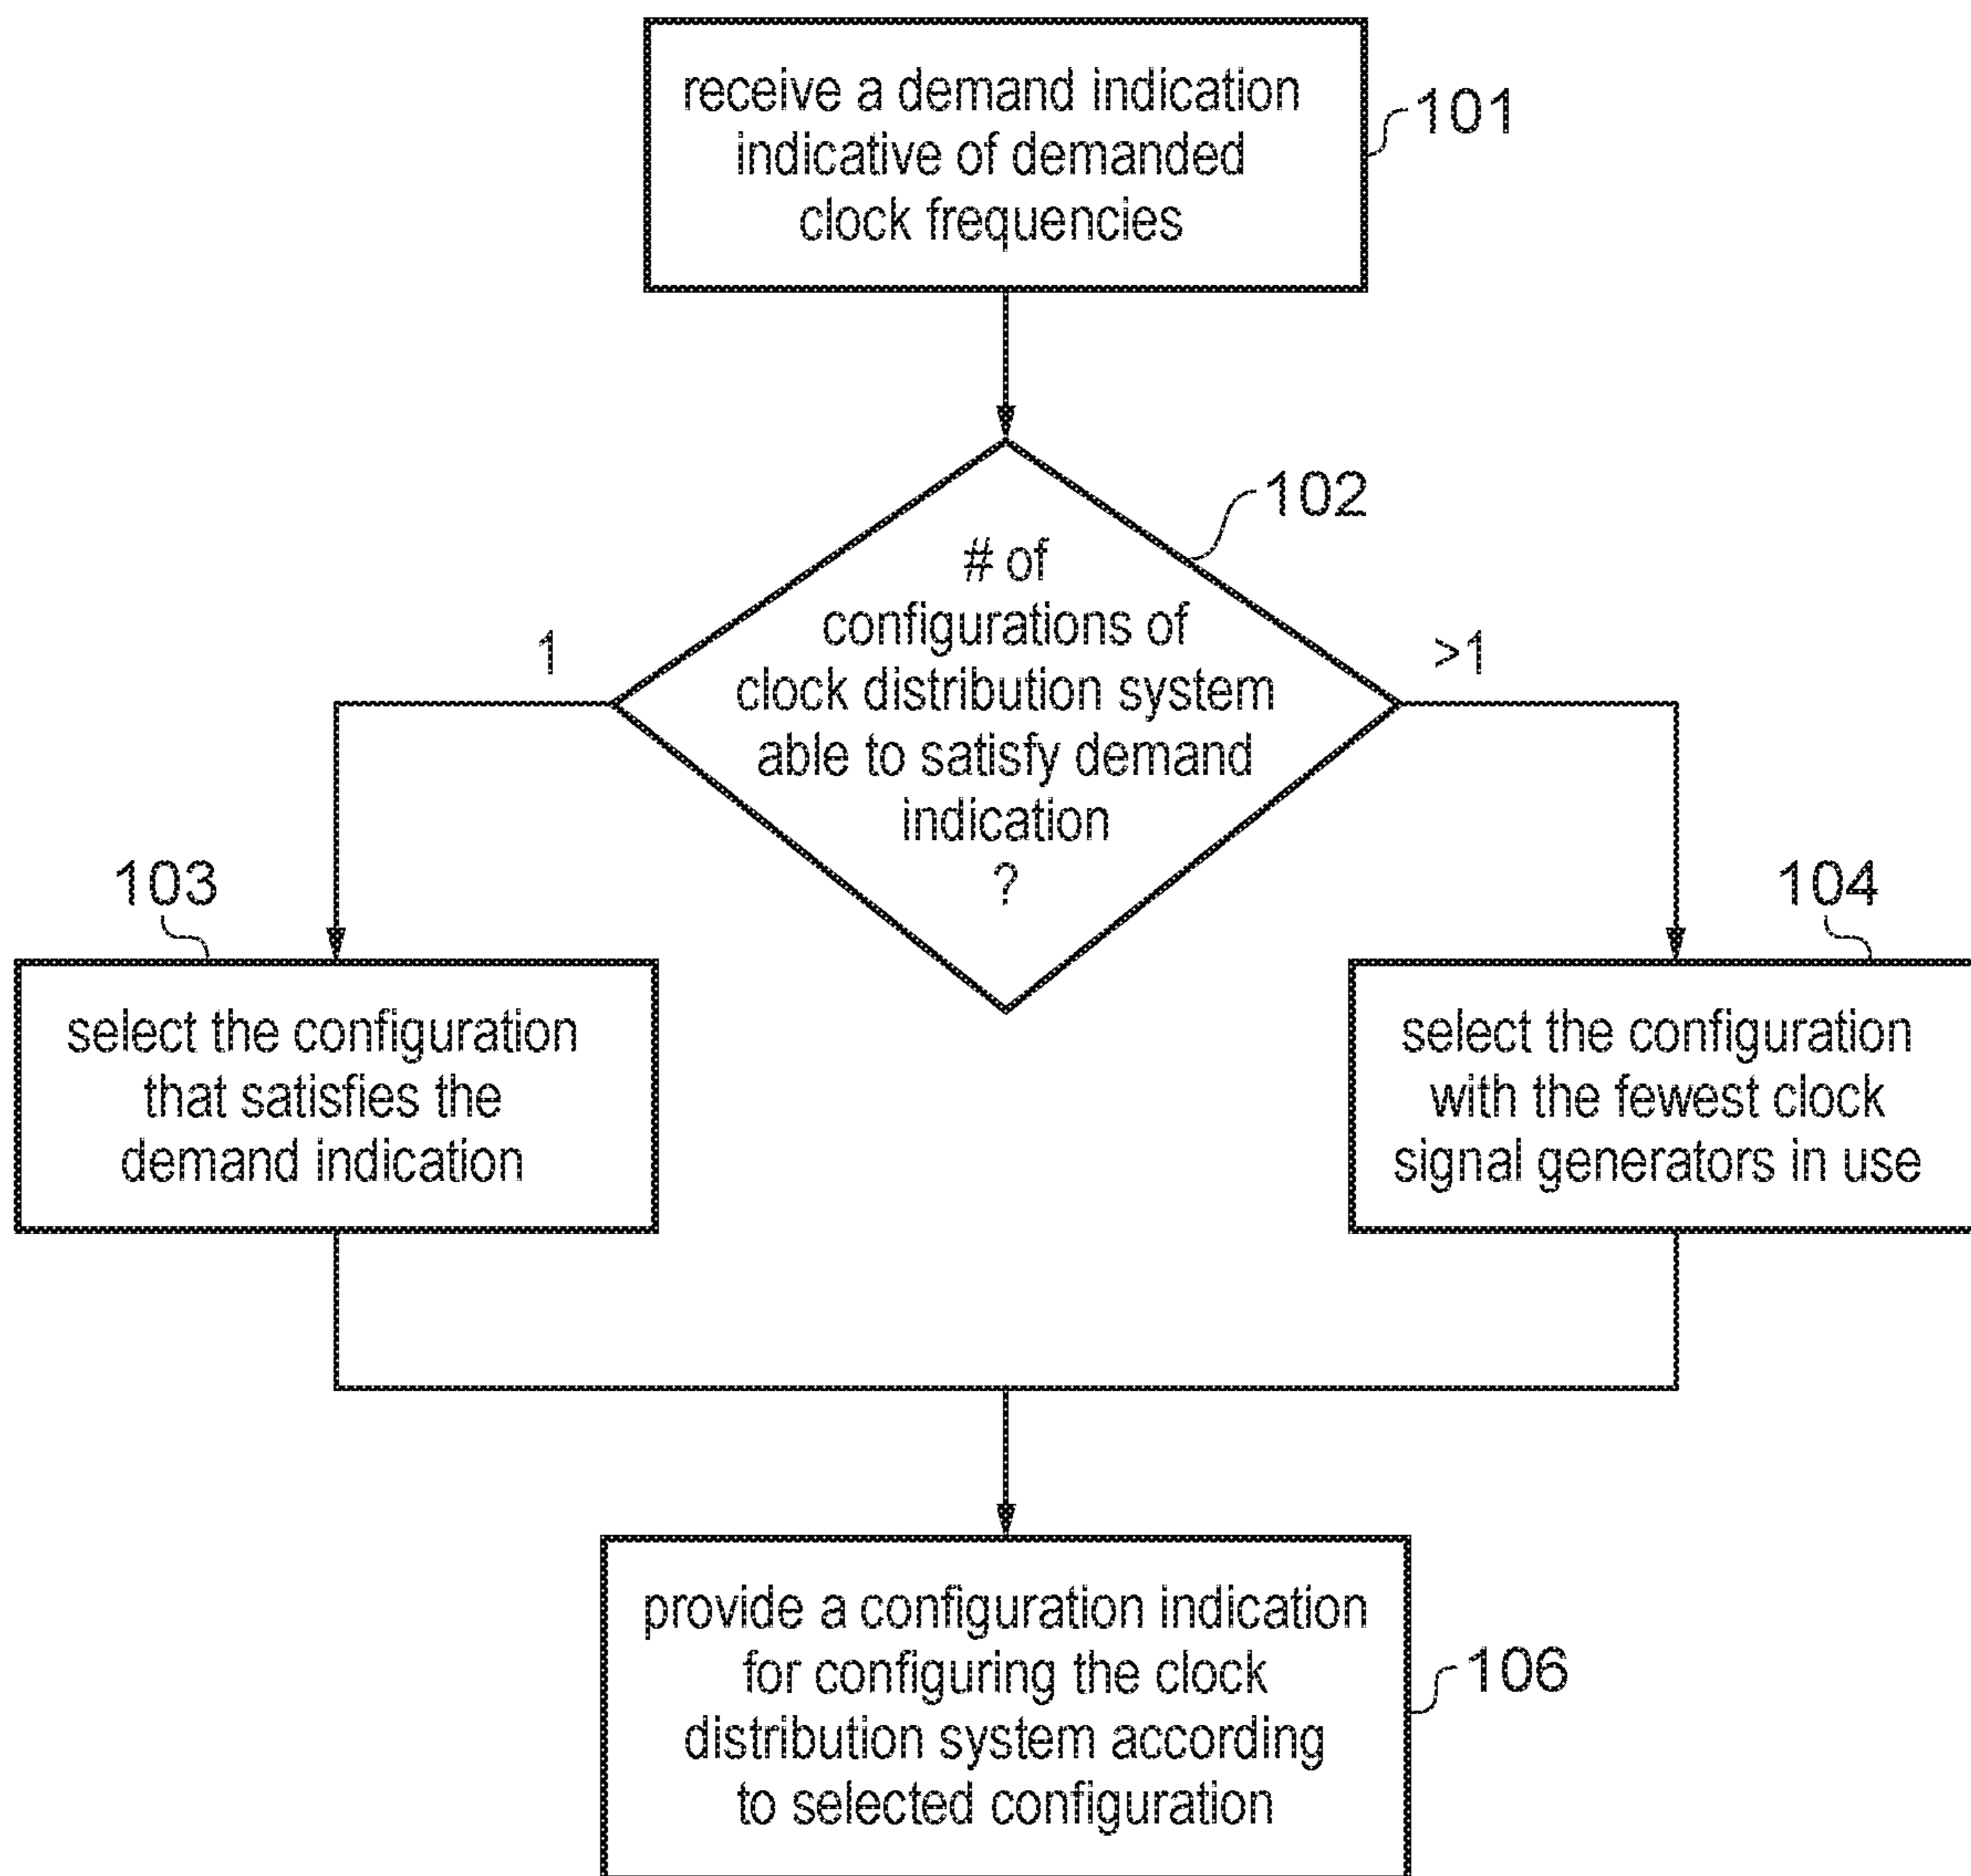 receive a demand indication
indicative of demanded
clock frequencies
101
102
# of
configurations of
clock distribution system
able to satisfy demand
indication
?
1
>1
103
select the configuration
that satisfies the
demand indication
104
select the configuration
with the fewest clock
signal generators in use
provide a configuration indication
for configuring the clock
distribution system according
to selected configuration
106